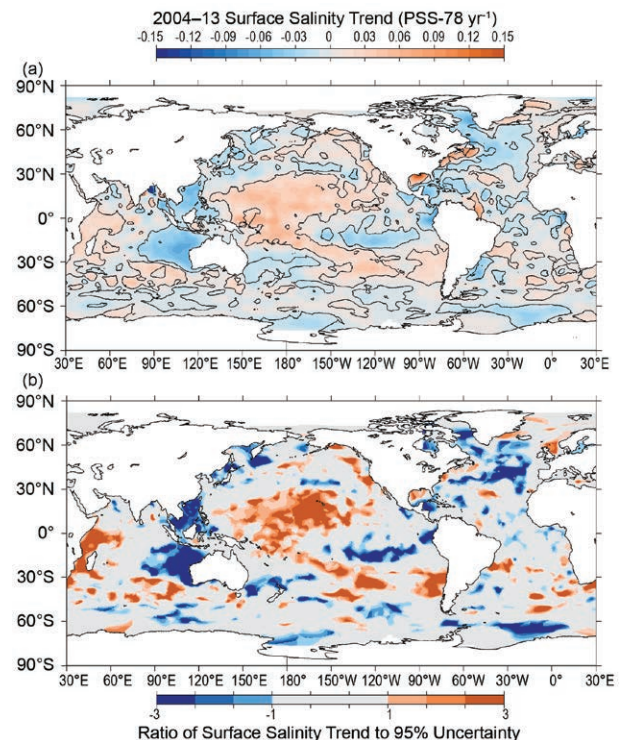 2004–13 Surface Salinity Trend (PSS-78 yr⁻¹)
-0.15 -0.12 -0.09 -0.06 -0.03 0 0.03 0.06 0.09 0.12 0.15
(a)
90°N
60°N
30°N
0°
30°S
60°S
90°S
30°E 60°E 90°E 120°E 150°E 180° 150°W 120°W 90°W 60°W 30°W 0° 30°E
(b)
90°N
60°N
30°N
0°
30°S
60°S
90°S
30°E 60°E 90°E 120°E 150°E 180° 150°W 120°W 90°W 60°W 30°W 0° 30°E
-3 -1 1 3
Ratio of Surface Salinity Trend to 95% Uncertainty